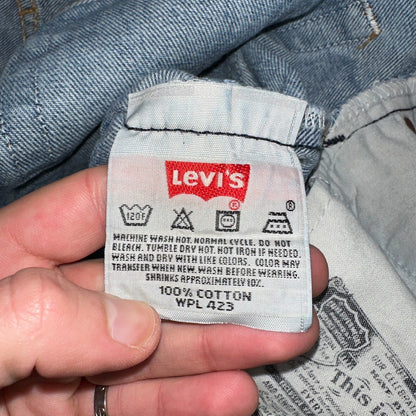 Levi's
®
120F
®
MACHINE WASH HOT. NORMAL CYCLE. DO NOT
BLEACH. TUMBLE DRY HOT. HOT IRON IF NEEDED.
WASH AND DRY WITH LIKE COLORS. COLOR MAY
TRANSFER WHEN NEW. WASH BEFORE WEARING.
SHRINKS APPROXIMATELY 10%.
100% COTTON
WPL 423
This